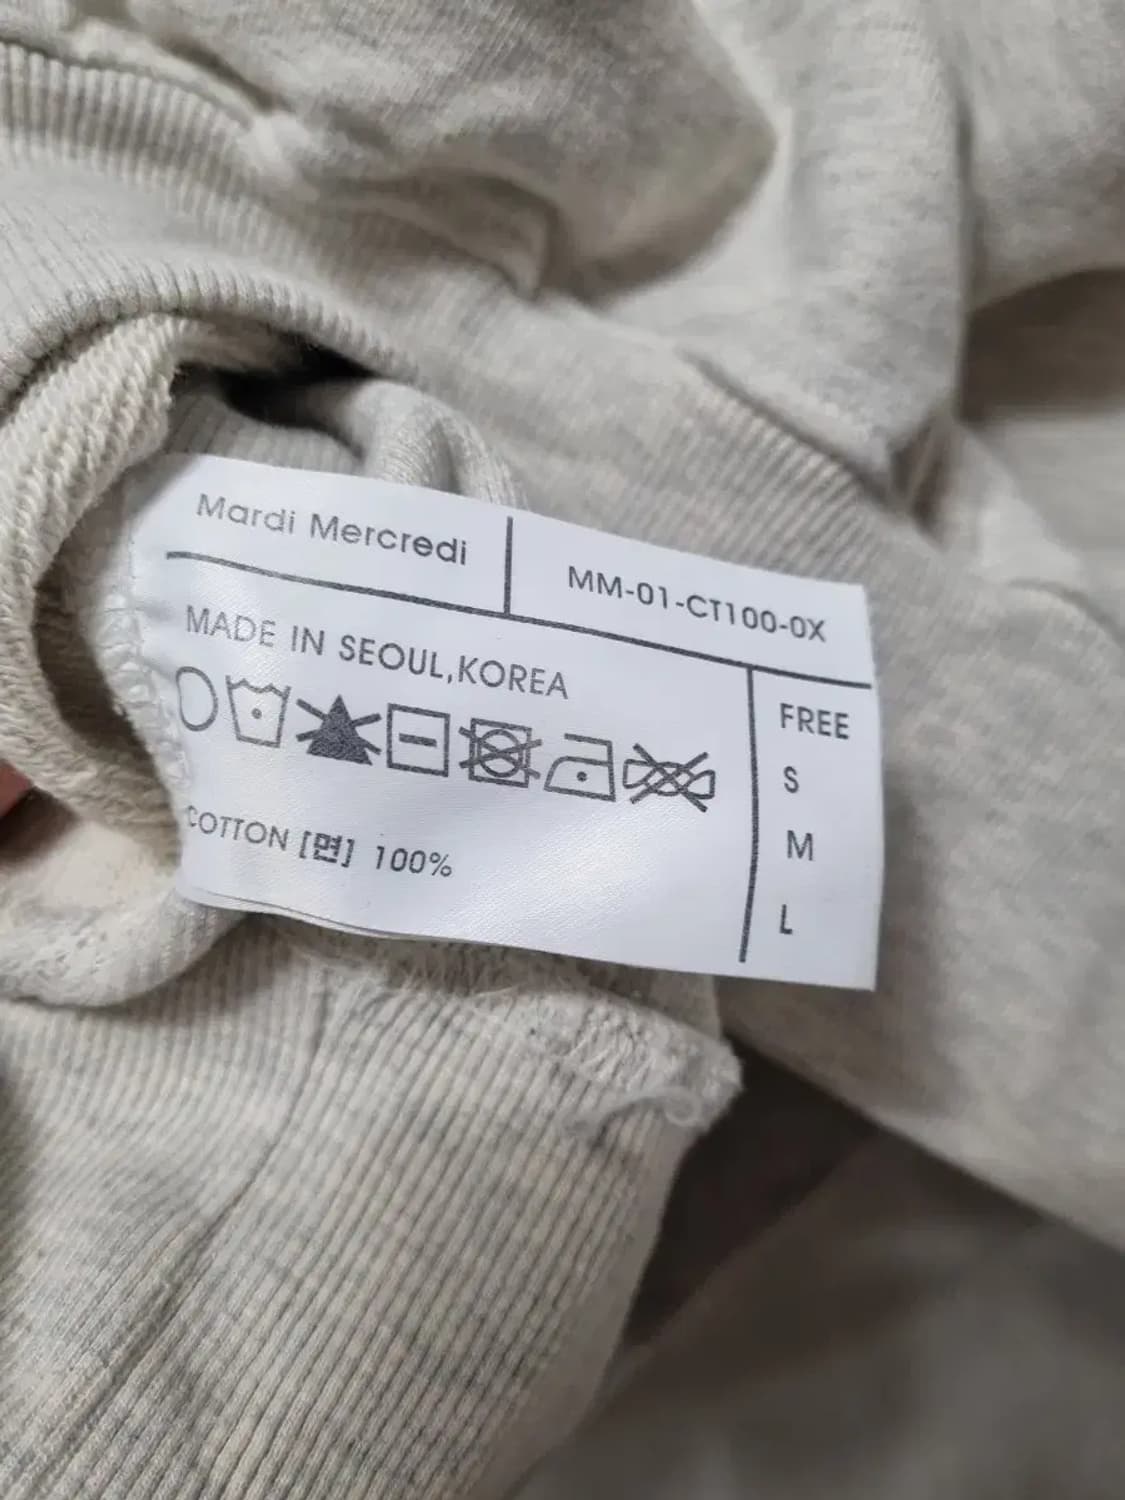 Mardi Mercredi
MM-01-CT100-0X
MADE IN SEOUL,KOREA
COTTON [면] 100%
FREE
S
M
L